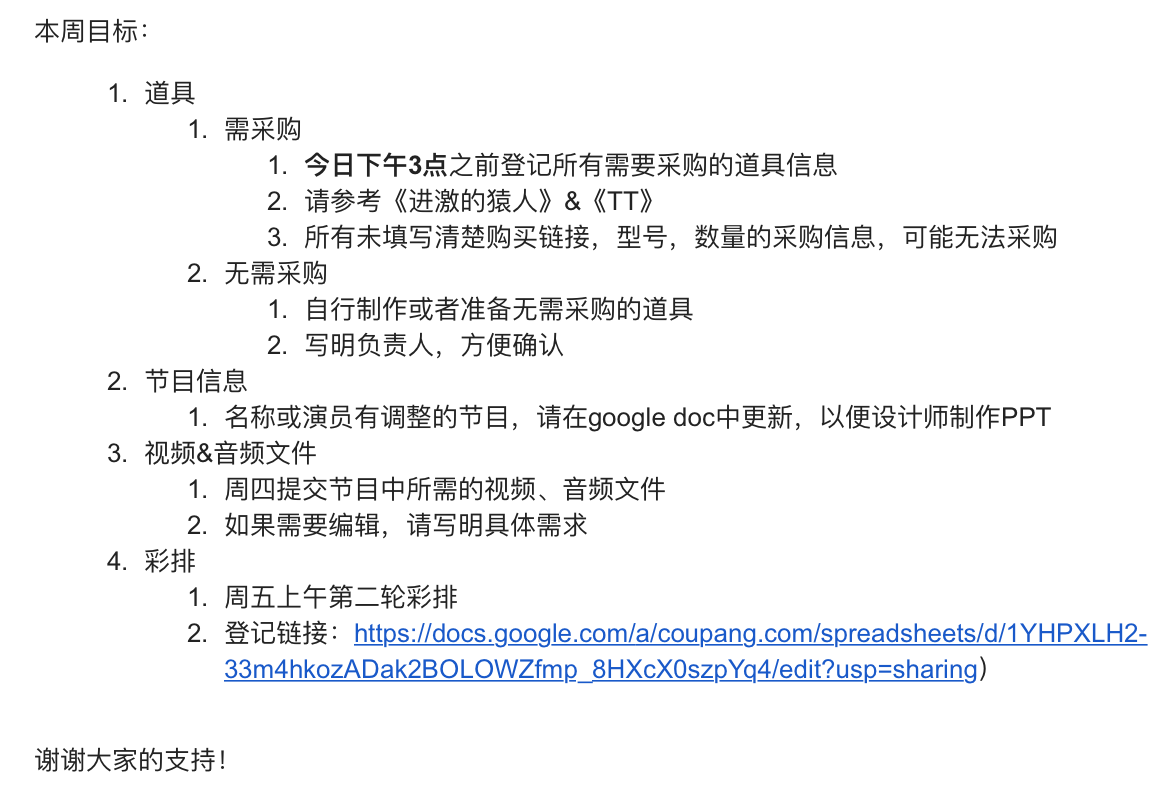 本周目标：
1. 道具
1. 需采购
1. 今日下午3点之前登记所有需要采购的道具信息
2. 请参考《进激的猿人》&《TT》
3. 所有未填写清楚购买链接，型号，数量的采购信息，可能无法采购
2. 无需采购
1. 自行制作或者准备无需采购的道具
2. 写明负责人，方便确认
2. 节目信息
1. 名称或演员有调整的节目，请在google doc中更新，以便设计师制作PPT
3. 视频&音频文件
1. 周四提交节目中所需的视频、音频文件
2. 如果需要编辑，请写明具体需求
4. 彩排
1. 周五上午第二轮彩排
2. 登记链接：https://docs.google.com/a/coupang.com/spreadsheets/d/1YHPXLH2-
33m4hkozADak2BOLOWZfmp_8HXcX0szpYq4/edit?usp=sharing）
谢谢大家的支持！